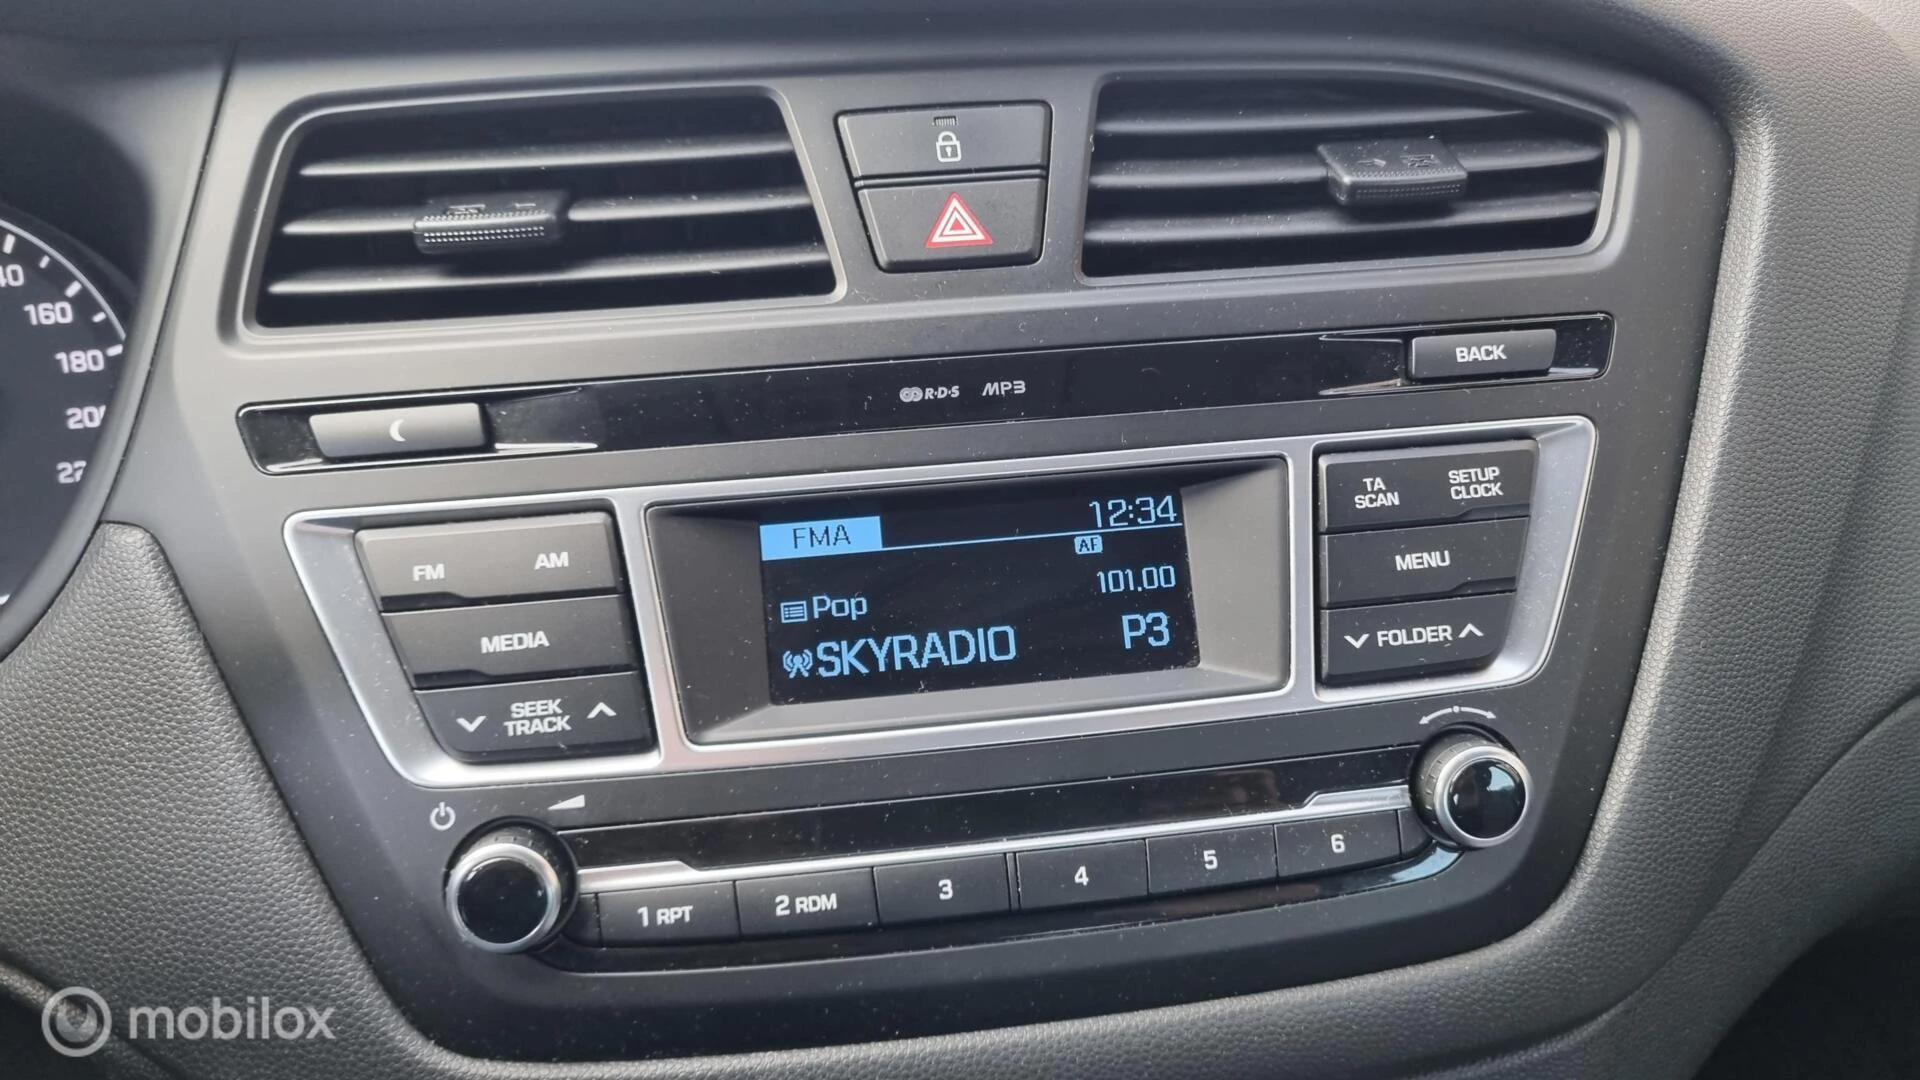 40
160
180
200
22
BACK
R·D·S MP3
TA
SCAN
SETUP
CLOCK
FM AM
MEDIA
SEEK
TRACK
FMA 12:34
AF
101.00
Pop
SKYRADIO P3
MENU
FOLDER
1 RPT 2 RDM 3 4 5 6
mobilox